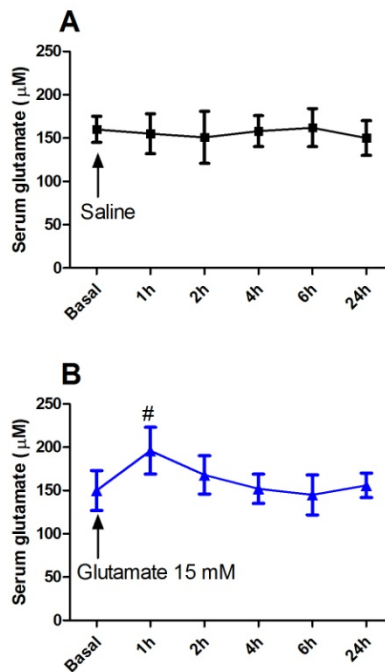 A
Serum glutamate ( μM)
250
200
150
100
50
0
Saline
Basal
1h
2h
4h
6h
24h
B
Serum glutamate ( μM)
250
200
150
100
50
0
#
Glutamate 15 mM
Basal
1h
2h
4h
6h
24h